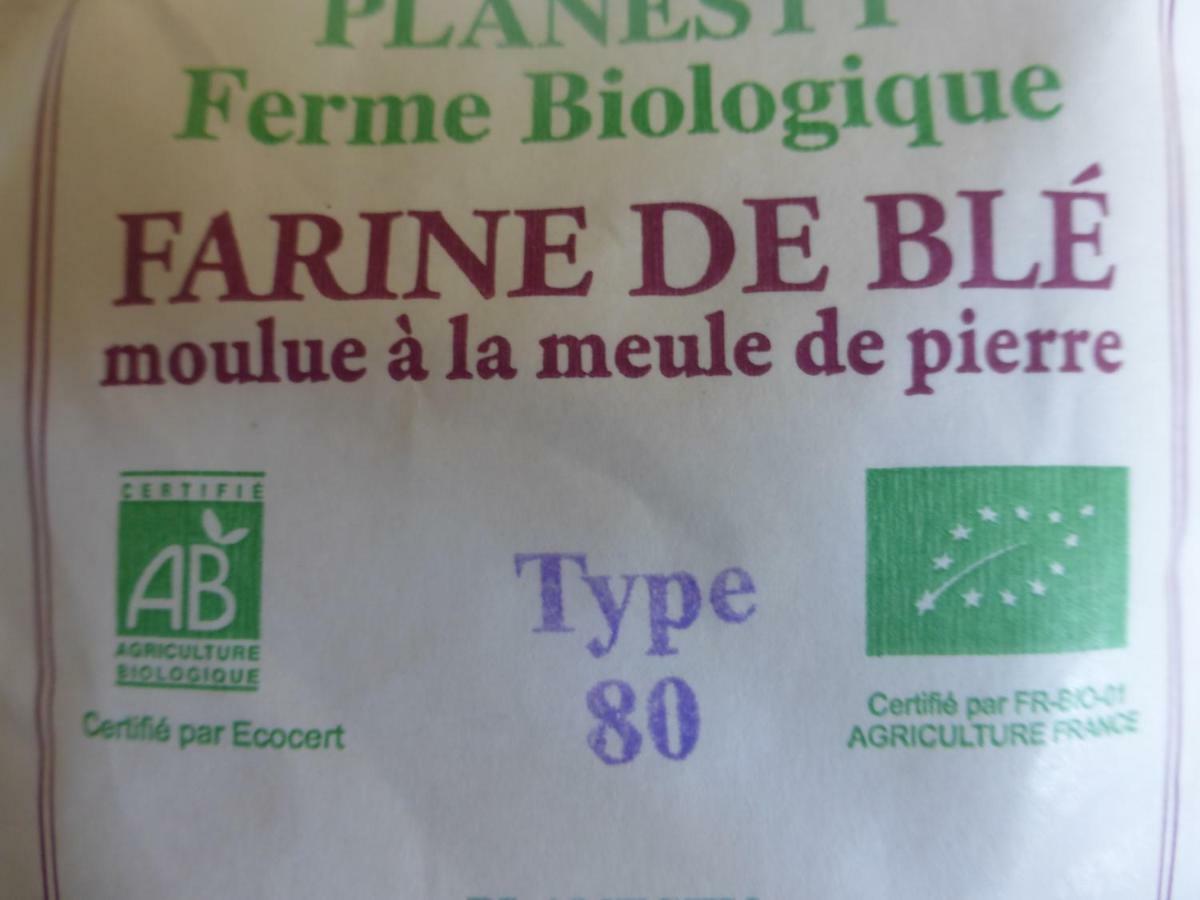 Ferme Biologique
FARINE DE BLÉ
moulue à la meule de pierre
CERTIFIÉ
AB
AGRICULTURE
BIOLOGIQUE
Certifié par Ecocert
Type
80
Certifié par FR-BIO-01
AGRICULTURE FRANCE